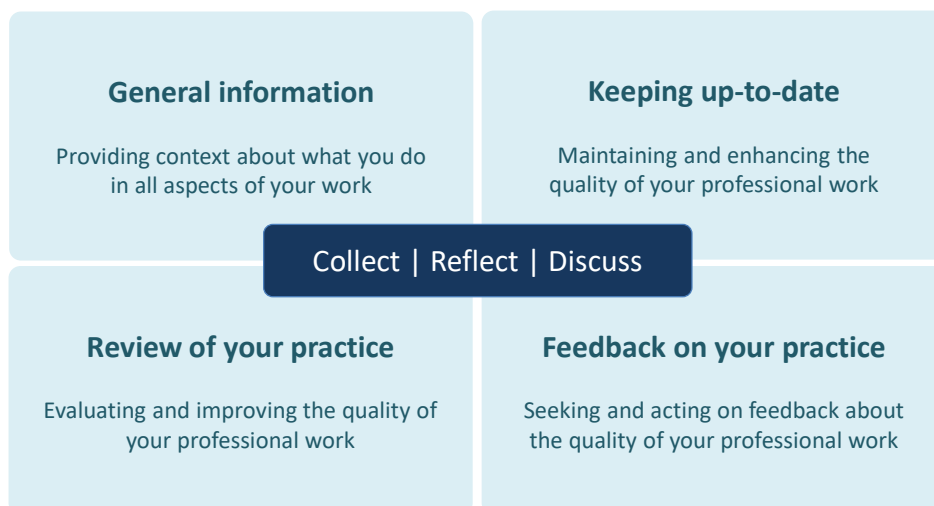 General information
Providing context about what you do
in all aspects of your work
Keeping up-to-date
Maintaining and enhancing the
quality of your professional work
Collect | Reflect | Discuss
Review of your practice
Evaluating and improving the quality of
your professional work
Feedback on your practice
Seeking and acting on feedback about
the quality of your professional work